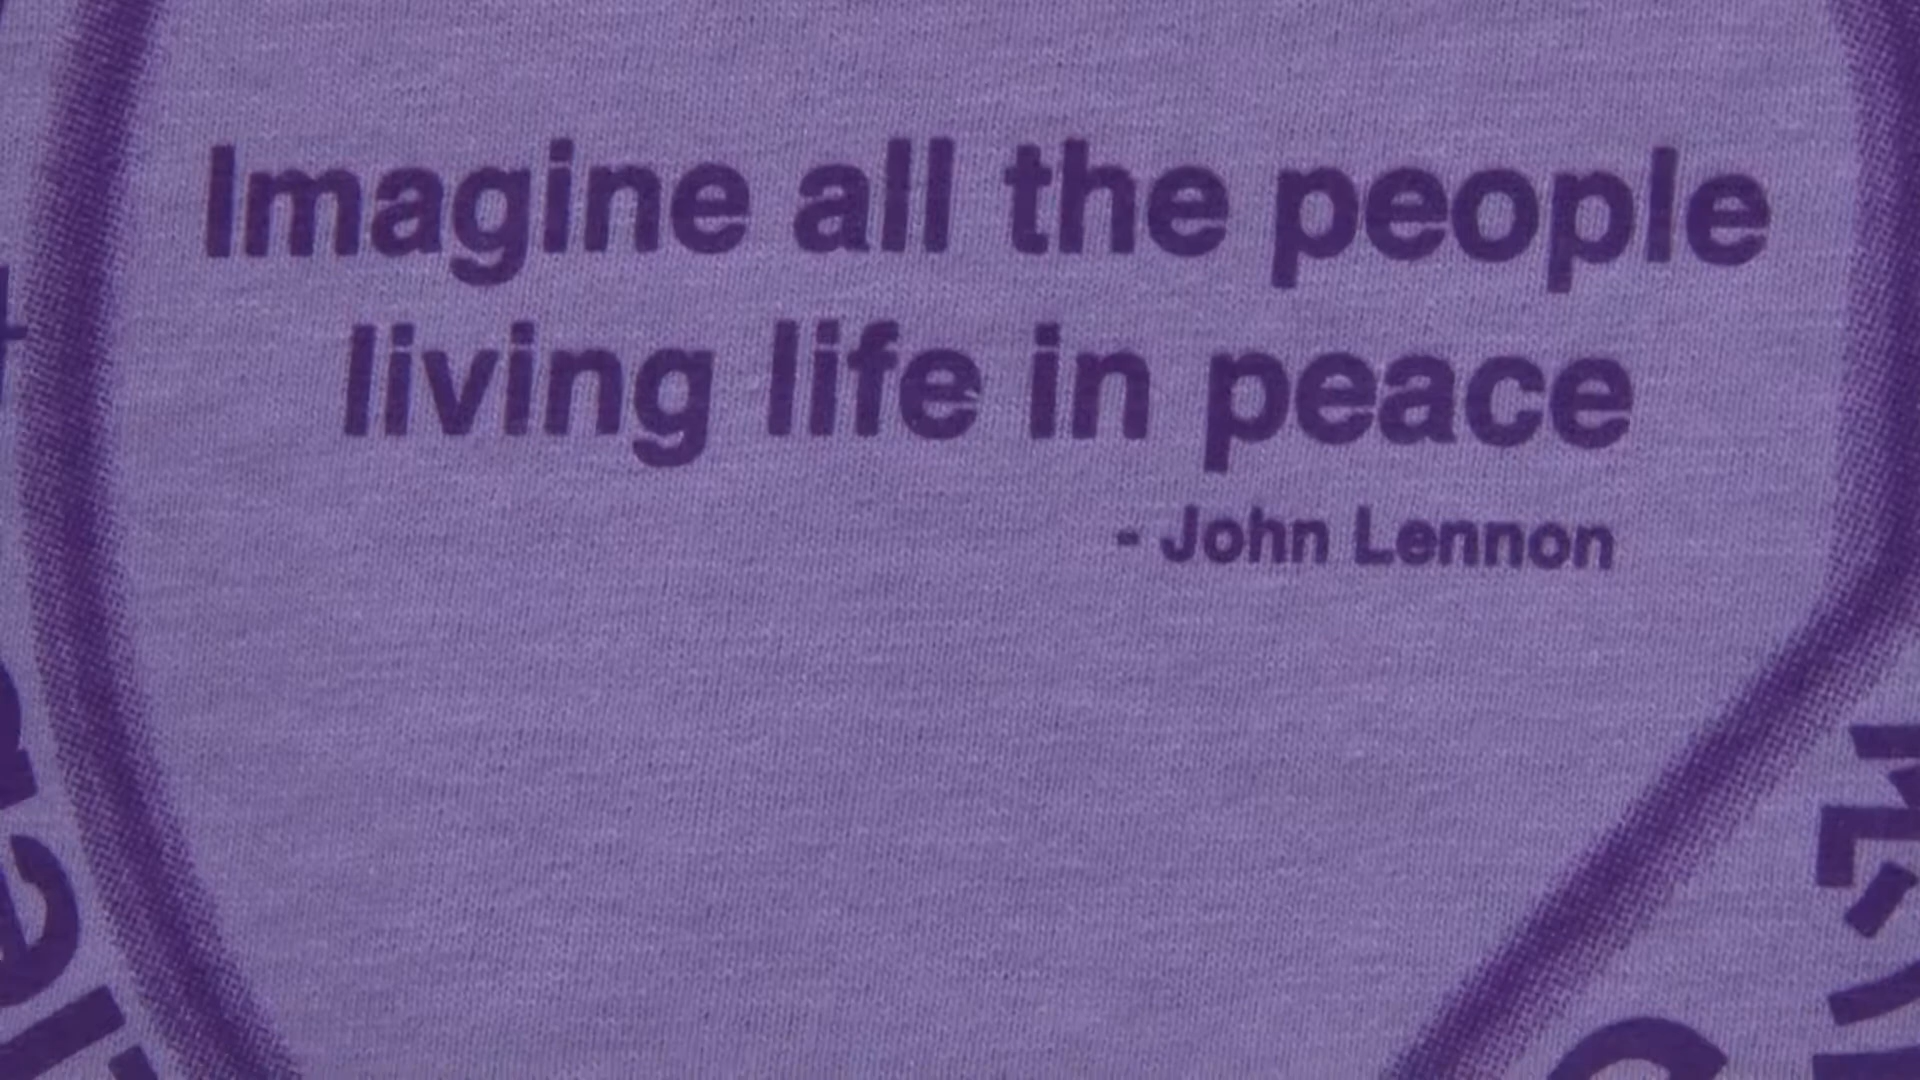 Imagine all the people
living life in peace
- John Lennon